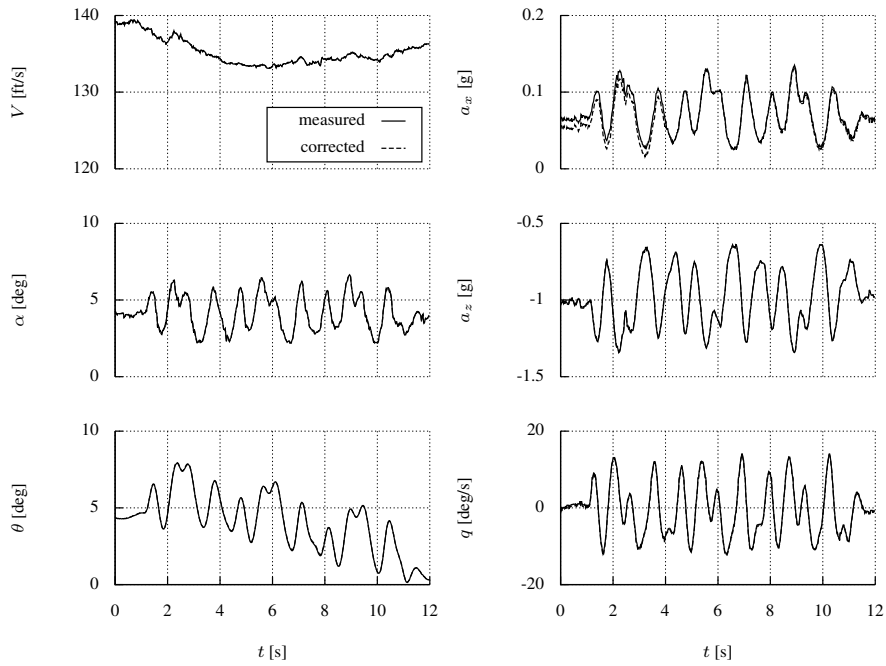 140
130
120
V [ft/s]
measured
corrected
0.2
0.1
0
a_x [g]
10
5
0
α [deg]
-0.5
-1
-1.5
a_z [g]
10
5
0
θ [deg]
0 2 4 6 8 10 12
t [s]
20
0
-20
q [deg/s]
0 2 4 6 8 10 12
t [s]